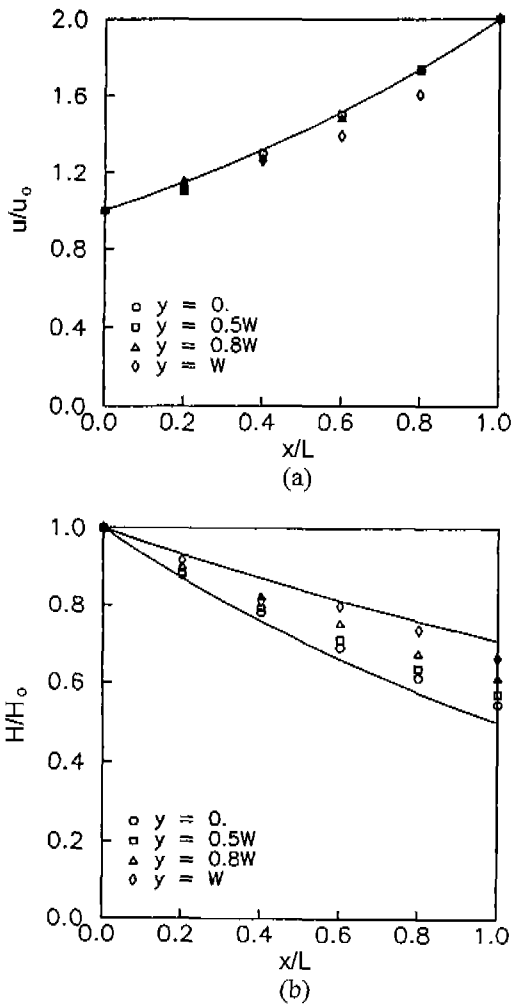 2.0
1.6
1.2
0.8
0.4
0.0
u/u₀
○ y = 0.
□ y = 0.5W
△ y = 0.8W
◇ y = W
0.0 0.2 0.4 0.6 0.8 1.0
x/L
(a)
1.0
0.8
0.6
0.4
0.2
0.0
H/H₀
○ y = 0.
□ y = 0.5W
△ y = 0.8W
◇ y = W
0.0 0.2 0.4 0.6 0.8 1.0
x/L
(b)